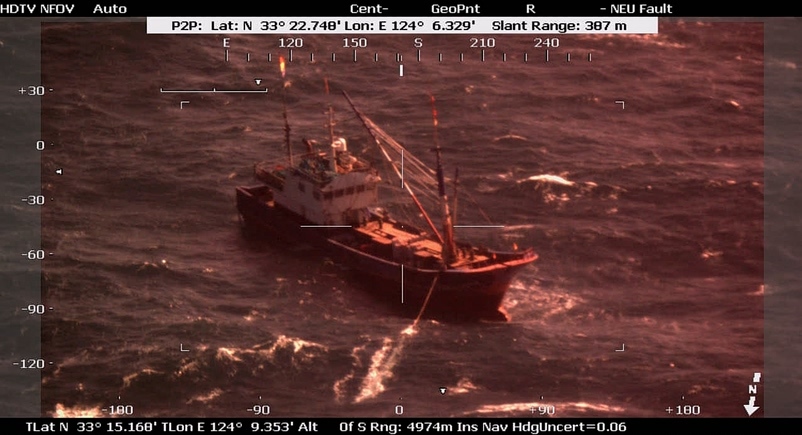 HDTV NFOV Auto Cent- GeoPnt R - NEU Fault
P2P: Lat: N 33° 22.748' Lon: E 124° 6.329' Slant Range: 387 m
E 120 150 S 210 240
+30
0
-30
-60
-90
-120
-180 -90 0 +90 +180
N
TLat N 33° 15.168' TLon E 124° 9.353' Alt 0f S Rng: 4974m Ins Nav HdgUncert=0.06